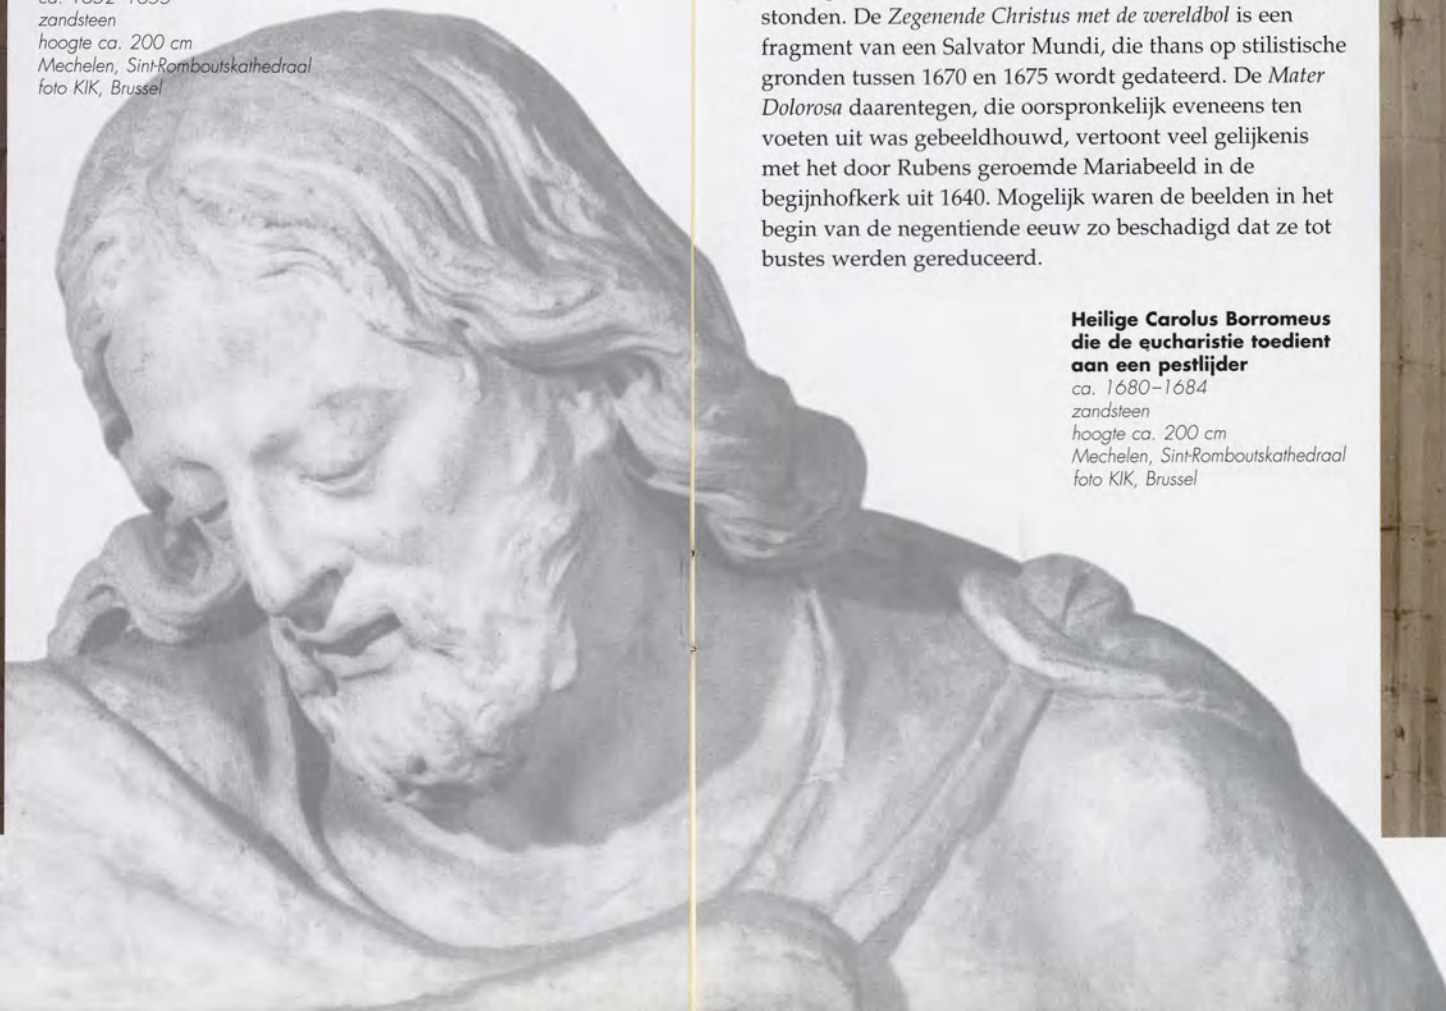 ca. 1652-1655
zandsteen
hoogte ca. 200 cm
Mechelen, Sint-Romboutskathedraal
foto KIK, Brussel
stonden. De Zegenende Christus met de wereldbol is een
fragment van een Salvator Mundi, die thans op stilistische
gronden tussen 1670 en 1675 wordt gedateerd. De Mater
Dolorosa daarentegen, die oorspronkelijk eveneens ten
voeten uit was gebeeldhouwd, vertoont veel gelijkenis
met het door Rubens geroemde Mariabeeld in de
begijnhofkerk uit 1640. Mogelijk waren de beelden in het
begin van de negentiende eeuw zo beschadigd dat ze tot
bustes werden gereduceerd.
Heilige Carolus Borromeus
die de eucharistie toedient
aan een pestlijder
ca. 1680-1684
zandsteen
hoogte ca. 200 cm
Mechelen, Sint-Romboutskathedraal
foto KIK, Brussel